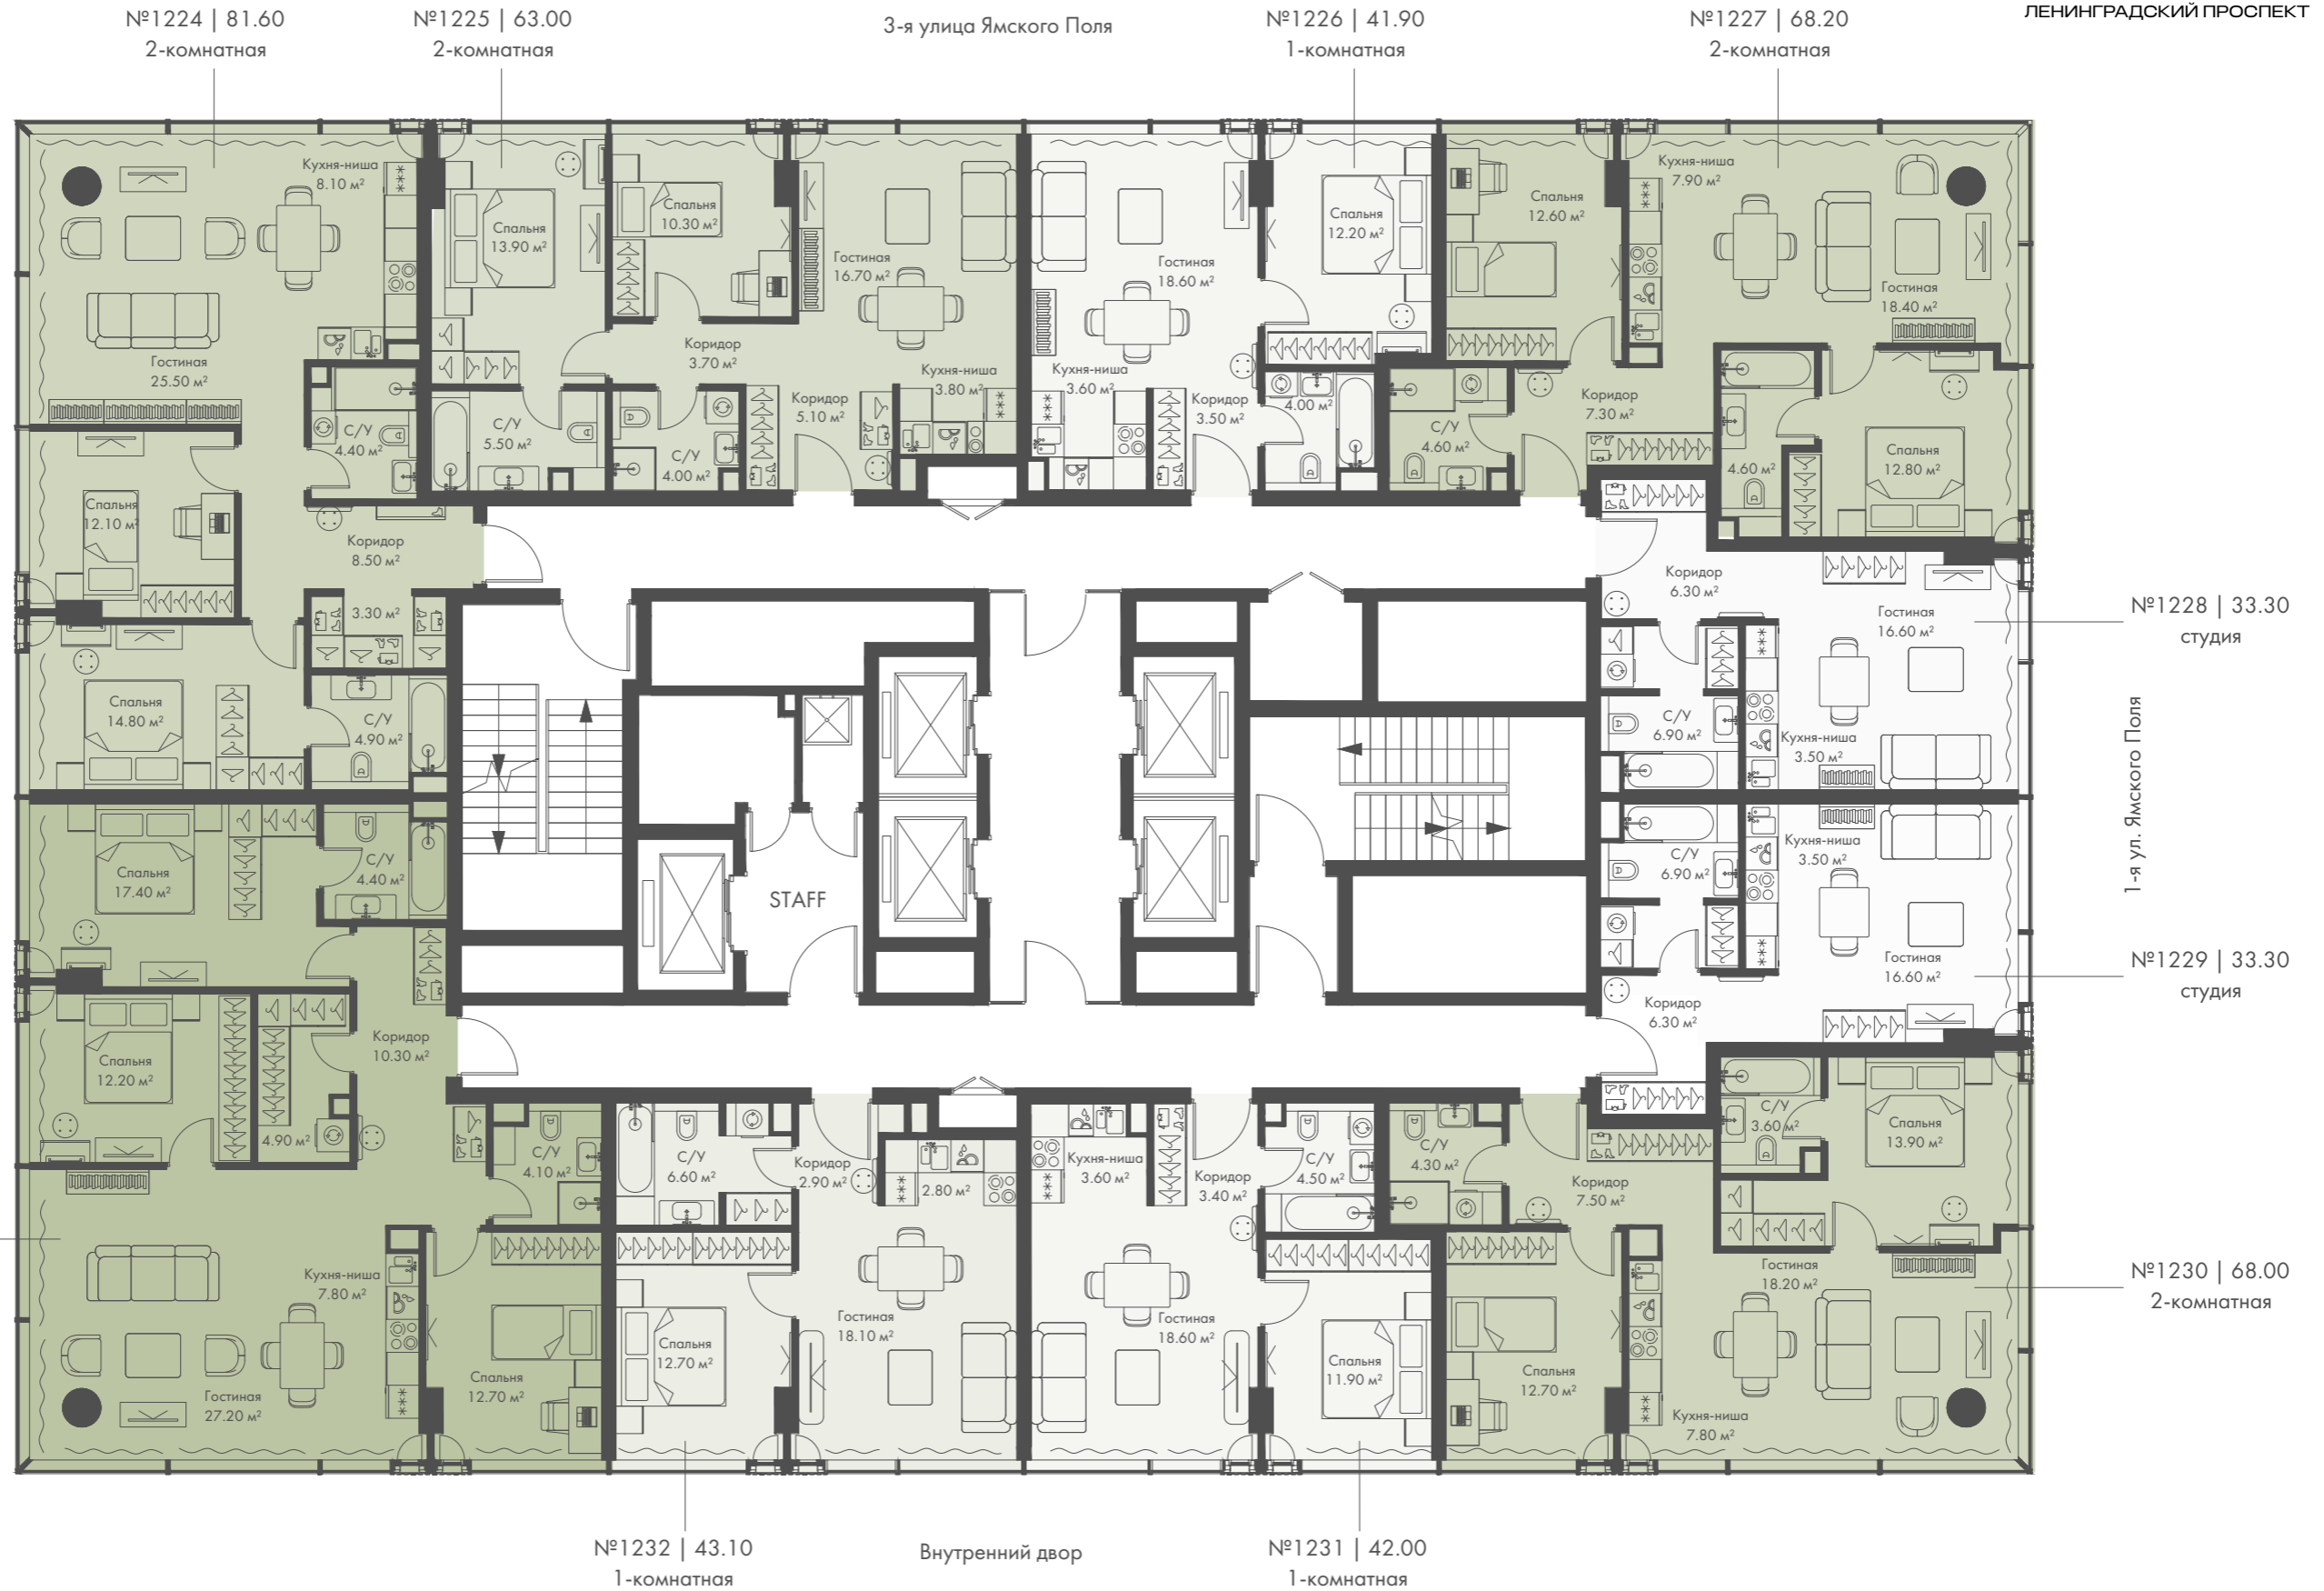 №1224 | 81.60
2-комнатная
№1225 | 63.00
2-комнатная
3-я улица Ямского Поля
№1226 | 41.90
1-комнатная
№1227 | 68.20
2-комнатная
ЛЕНИНГРАДСКИЙ ПРОСПЕКТ
Кухня-ниша
8.10 м²
Гостиная
25.50 м²
С/У
4.40 м²
Спальня
12.10 м²
Коридор
8.50 м²
3.30 м²
Спальня
14.80 м²
С/У
4.90 м²
Спальня
13.90 м²
Спальня
10.30 м²
Коридор
3.70 м²
С/У
5.50 м²
С/У
4.00 м²
Гостиная
16.70 м²
Коридор
5.10 м²
Кухня-ниша
3.80 м²
Гостиная
18.60 м²
Кухня-ниша
3.60 м²
Коридор
3.50 м²
Спальня
12.20 м²
4.00 м²
Спальня
12.60 м²
С/У
4.60 м²
Коридор
7.30 м²
Кухня-ниша
7.90 м²
Гостиная
18.40 м²
4.60 м²
Спальня
12.80 м²
Коридор
6.30 м²
Гостиная
16.60 м²
С/У
6.90 м²
Кухня-ниша
3.50 м²
№1228 | 33.30
студия
1-я ул. Ямского Поля
С/У
6.90 м²
Кухня-ниша
3.50 м²
Гостиная
16.60 м²
Коридор
6.30 м²
№1229 | 33.30
студия
STAFF
Спальня
17.40 м²
С/У
4.40 м²
Коридор
10.30 м²
Спальня
12.20 м²
4.90 м²
С/У
4.10 м²
Кухня-ниша
7.80 м²
Гостиная
27.20 м²
Спальня
12.70 м²
С/У
6.60 м²
Коридор
2.90 м²
2.80 м²
Спальня
12.70 м²
Гостиная
18.10 м²
Кухня-ниша
3.60 м²
Коридор
3.40 м²
С/У
4.50 м²
Гостиная
18.60 м²
Спальня
11.90 м²
С/У
4.30 м²
Коридор
7.50 м²
Спальня
12.70 м²
С/У
3.60 м²
Спальня
13.90 м²
Гостиная
18.20 м²
Кухня-ниша
7.80 м²
№1230 | 68.00
2-комнатная
№1232 | 43.10
1-комнатная
Внутренний двор
№1231 | 42.00
1-комнатная